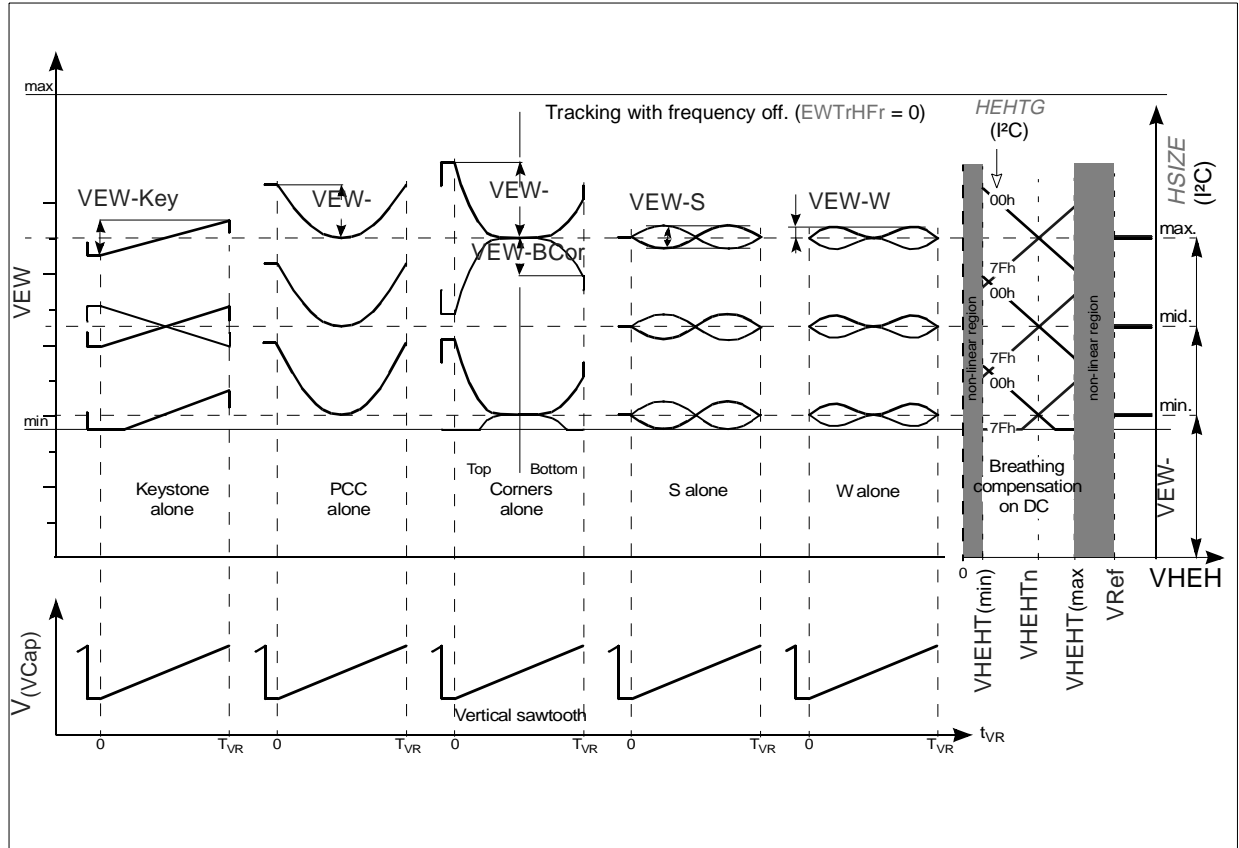 max
Tracking with frequency off. (EWTrHFr = 0)
HEHTG
(I²C)
HSIZE
(I²C)
VEW-Key
VEW-
VEW-
VEW-BCor
VEW-S
VEW-W
00h
7Fh
00h
7Fh
00h
7Fh
max.
mid.
min.
VEW
min
non-linear region
non-linear region
Keystone
alone
PCC
alone
Top
Bottom
Corners
alone
S alone
W alone
Breathing
compensation
on DC
VEW-
0
VHEHT(min)
VHEHTn
VHEHT(max
VRef
VHEH
V(VCap)
Vertical sawtooth
0
TVR
0
TVR
0
TVR
0
TVR
0
TVR
tVR